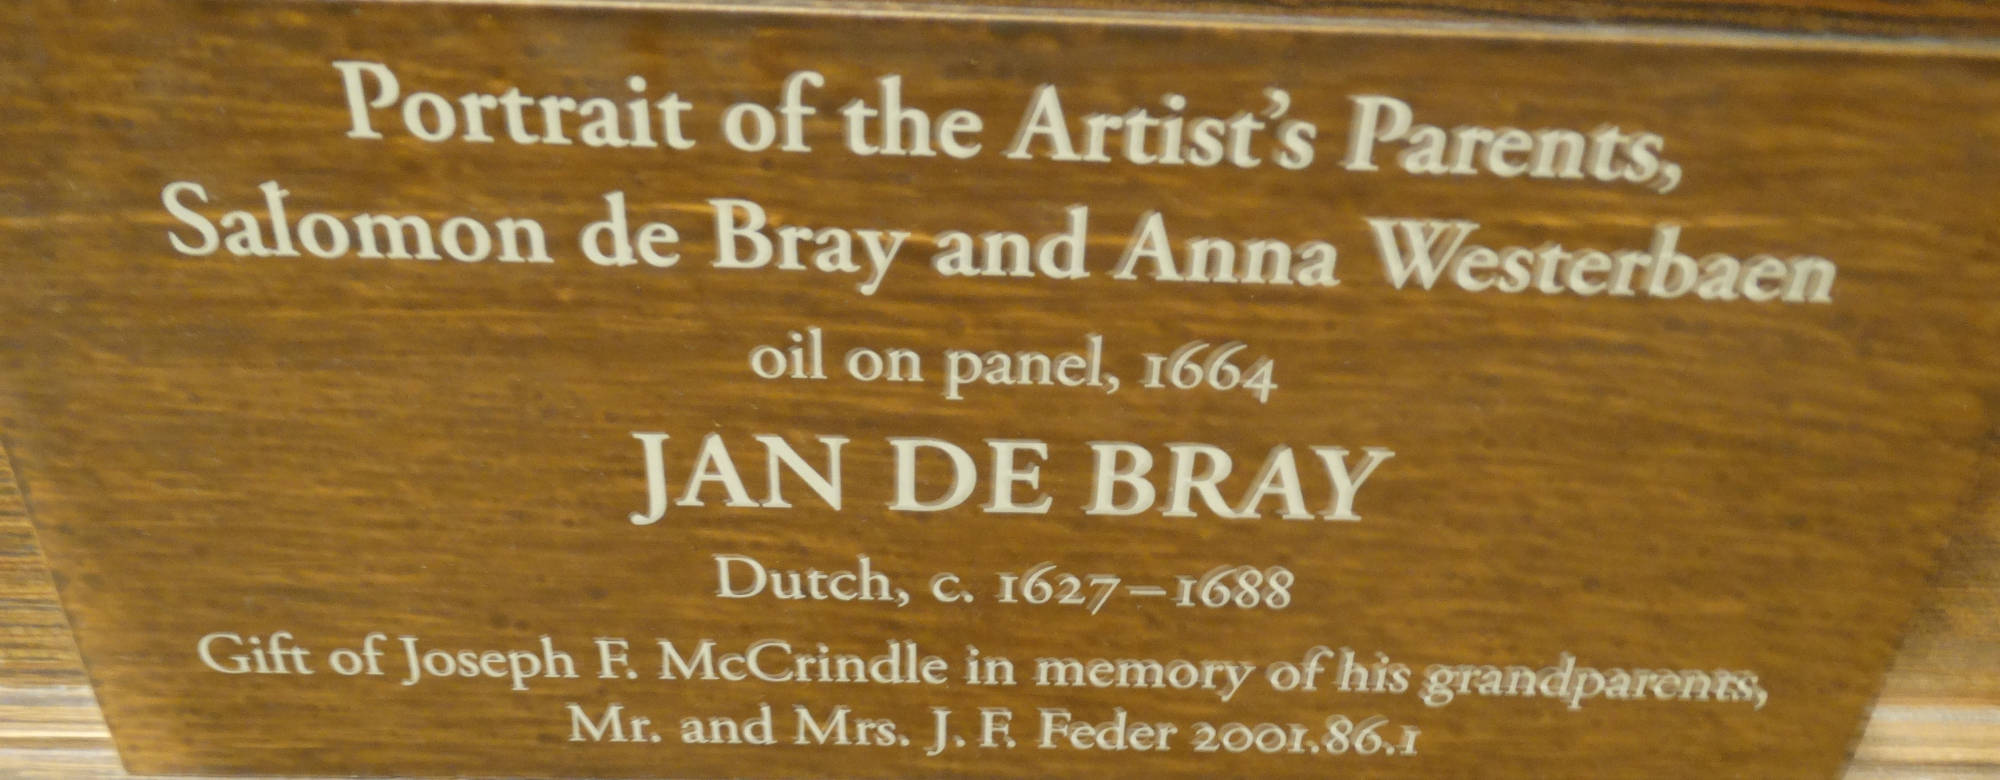 Portrait of the Artist's Parents,
Salomon de Bray and Anna Westerbaen
oil on panel, 1664
JAN DE BRAY
Dutch, c. 1627–1688
Gift of Joseph F. McCrindle in memory of his grandparents,
Mr. and Mrs. J. F. Feder 2001.86.1